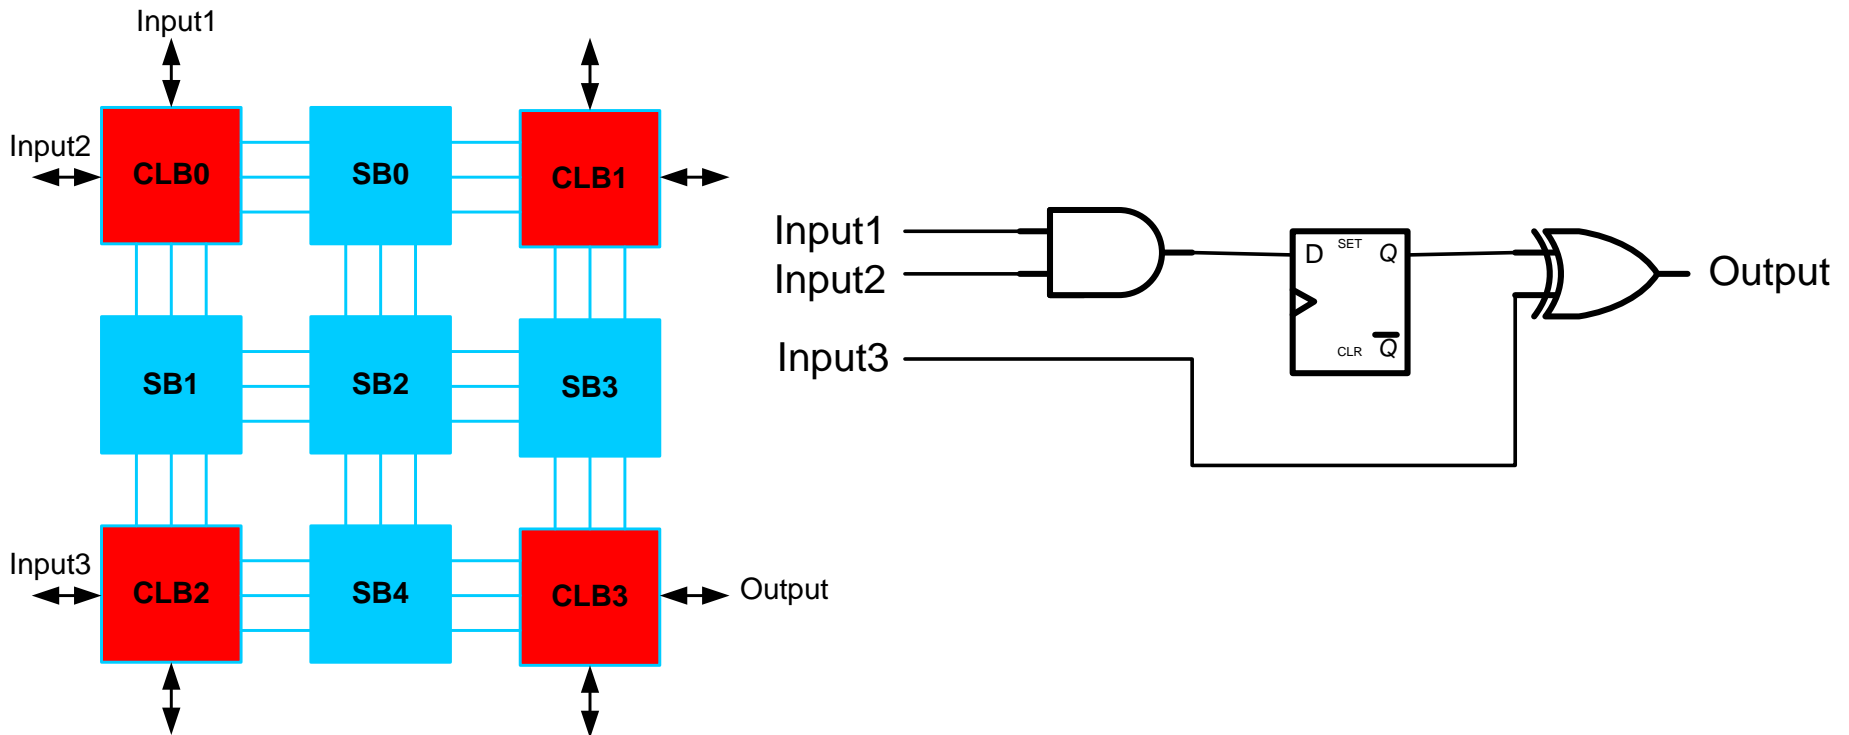 Input1
Input2
CLB0
SB0
CLB1
SB1
SB2
SB3
Input3
CLB2
SB4
CLB3
Output
Input1
Input2
Input3
D
SET
Q
CLR
Q
Output